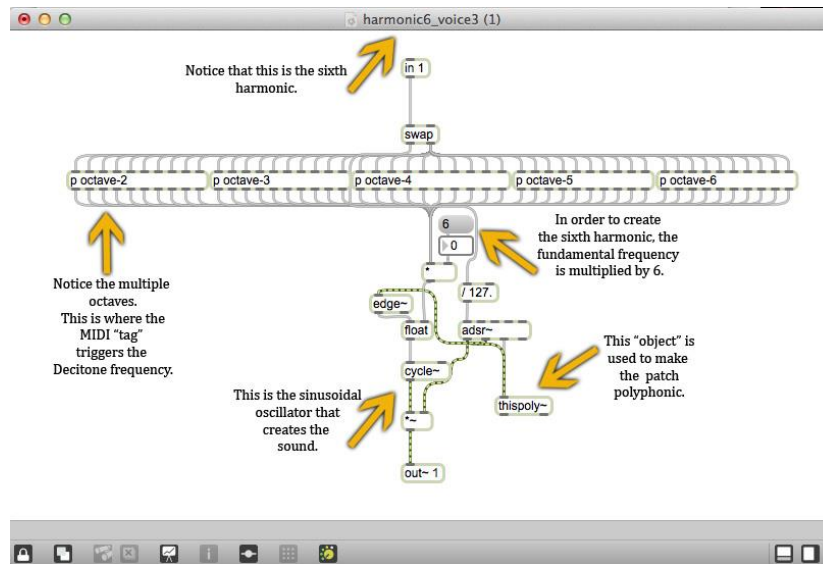 harmonic6_voice3 (1)
Notice that this is the sixth
harmonic.
in 1
swap
p octave-2
p octave-3
p octave-4
p octave-5
p octave-6
6
0
In order to create
the sixth harmonic, the
fundamental frequency
is multiplied by 6.
*
/ 127.
Notice the multiple
octaves.
This is where the
MIDI “tag”
triggers the
Decitone frequency.
edge~
float
adsr~
This “object” is
used to make
the patch
polyphonic.
cycle~
This is the sinusoidal
oscillator that
creates the
sound.
thispoly~
*~
out~ 1